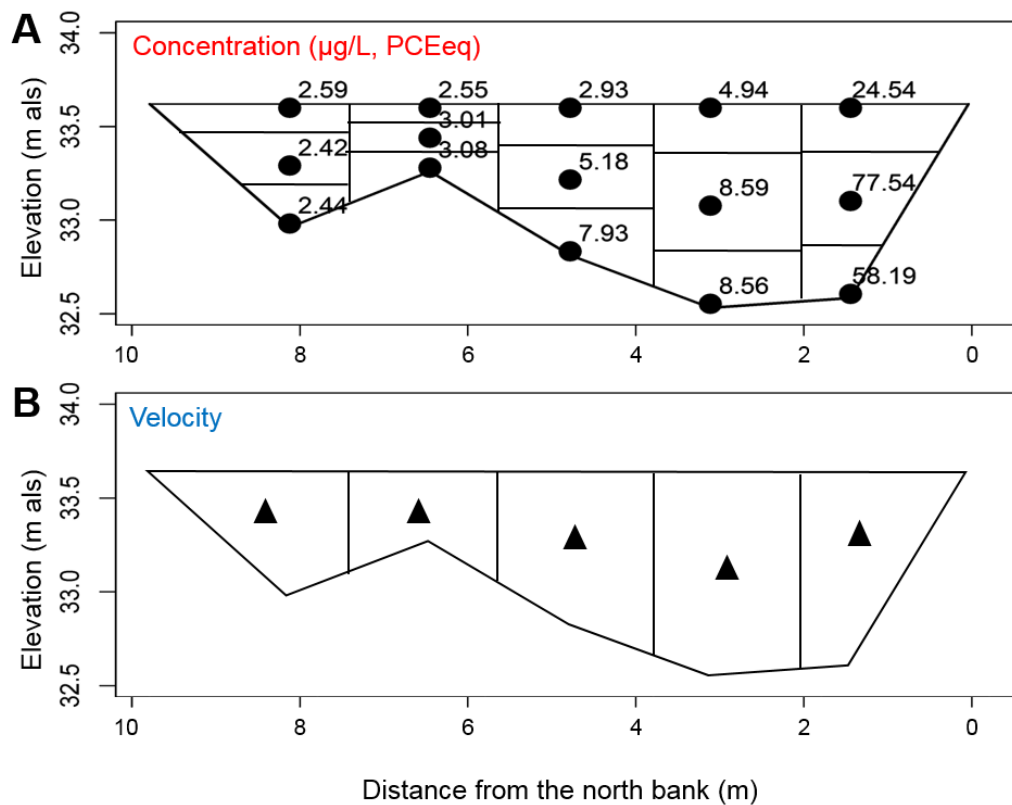 A
Concentration (µg/L, PCEeq)
34.0
33.5
33.0
32.5
Elevation (m als)
2.59
2.55
2.93
4.94
24.54
3.01
2.42
3.08
5.18
8.59
77.54
2.44
7.93
8.56
58.19
10 8 6 4 2 0
B
Velocity
34.0
33.5
33.0
32.5
Elevation (m als)
10 8 6 4 2 0
Distance from the north bank (m)